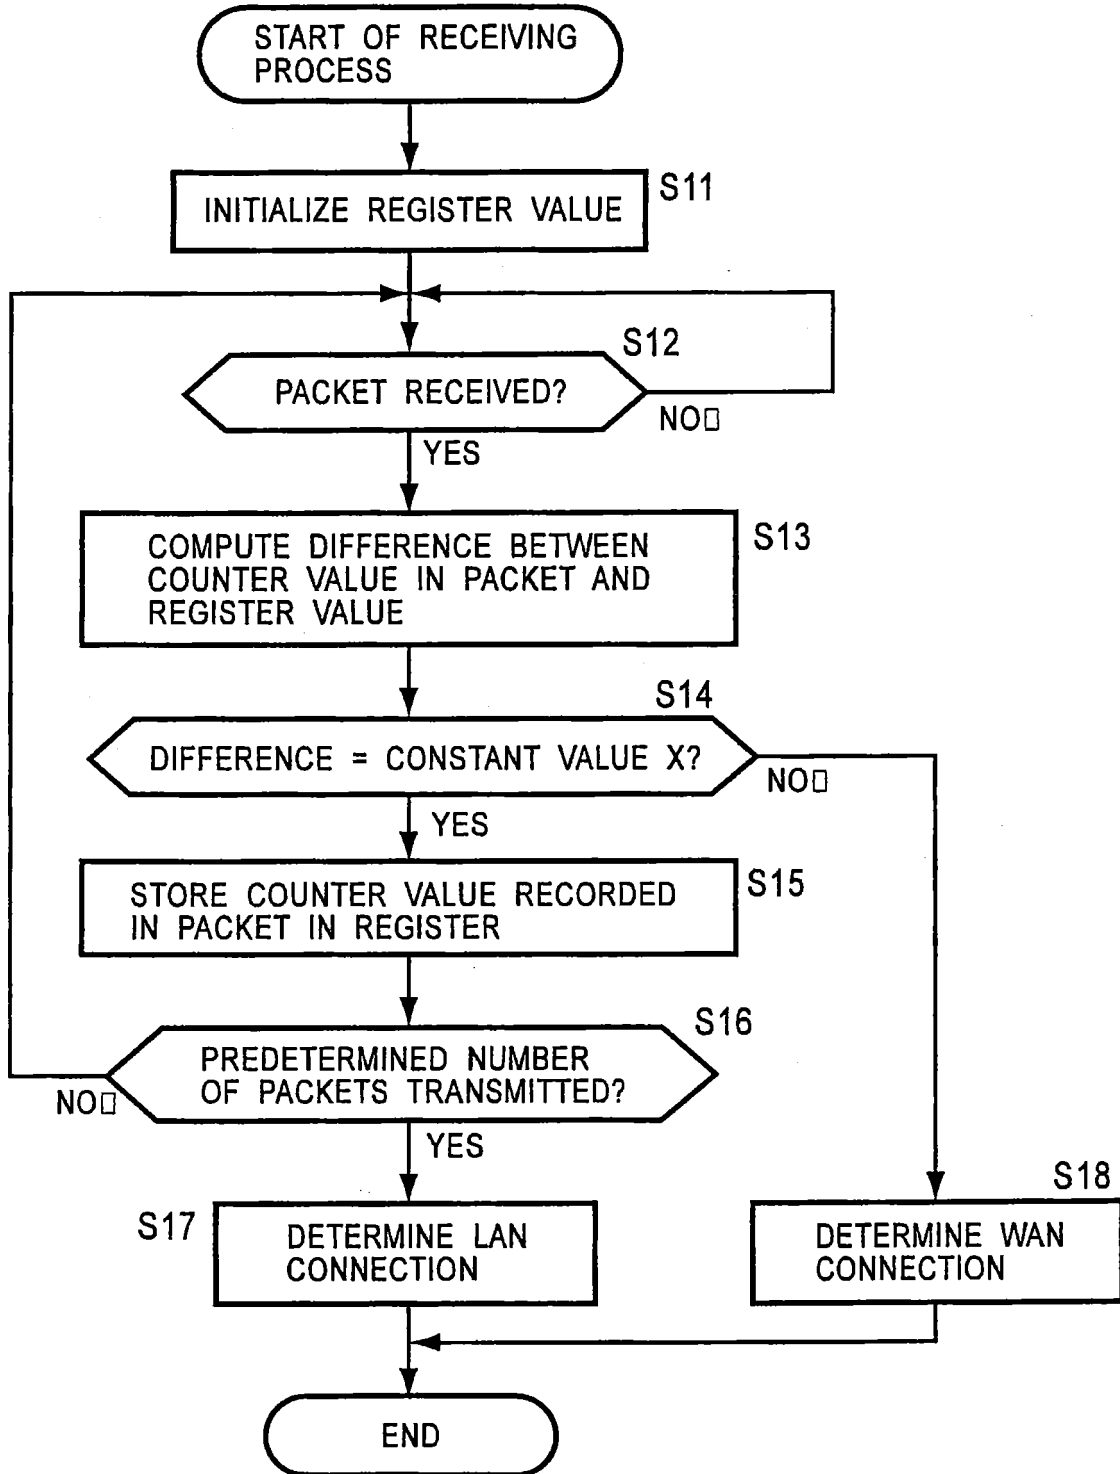 START OF RECEIVING
PROCESS
S11
INITIALIZE REGISTER VALUE
S12
PACKET RECEIVED?
NO▯
YES
S13
COMPUTE DIFFERENCE BETWEEN
COUNTER VALUE IN PACKET AND
REGISTER VALUE
S14
DIFFERENCE = CONSTANT VALUE X?
NO▯
YES
S15
STORE COUNTER VALUE RECORDED
IN PACKET IN REGISTER
S16
PREDETERMINED NUMBER
OF PACKETS TRANSMITTED?
NO▯
YES
S17
DETERMINE LAN
CONNECTION
S18
DETERMINE WAN
CONNECTION
END